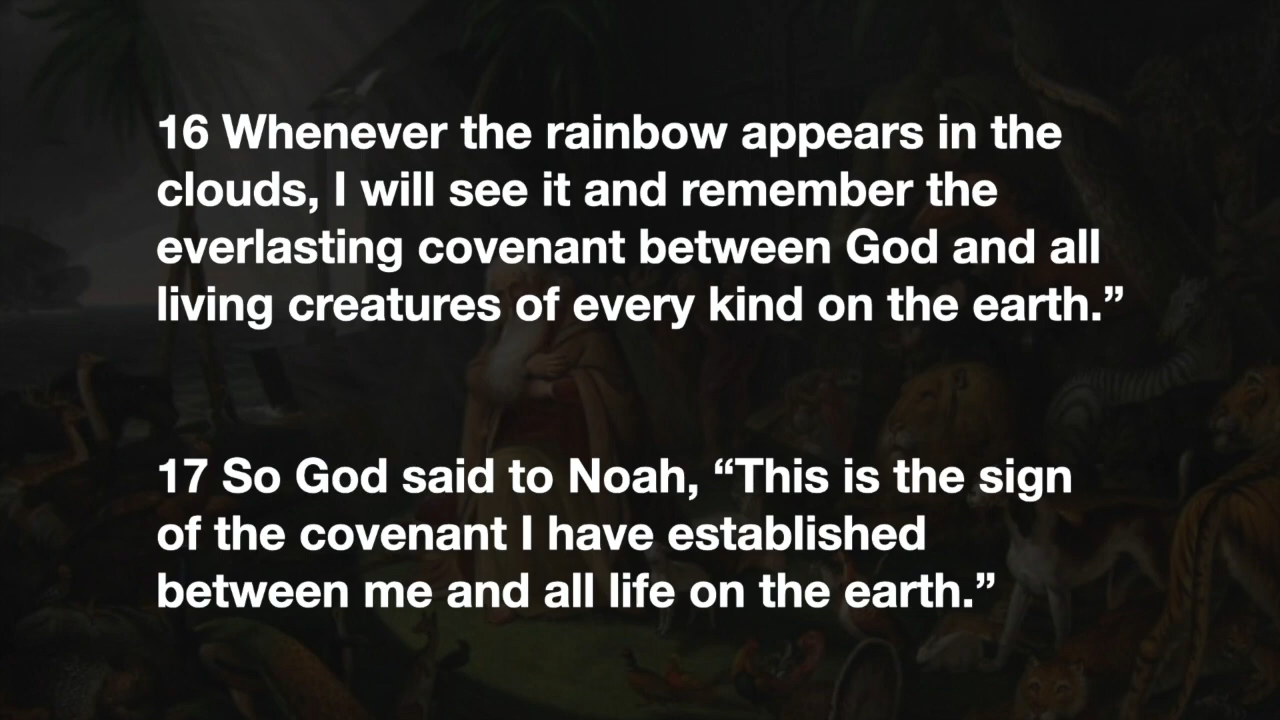 16 Whenever the rainbow appears in the
clouds, I will see it and remember the
everlasting covenant between God and all
living creatures of every kind on the earth.”
17 So God said to Noah, “This is the sign
of the covenant I have established
between me and all life on the earth.”